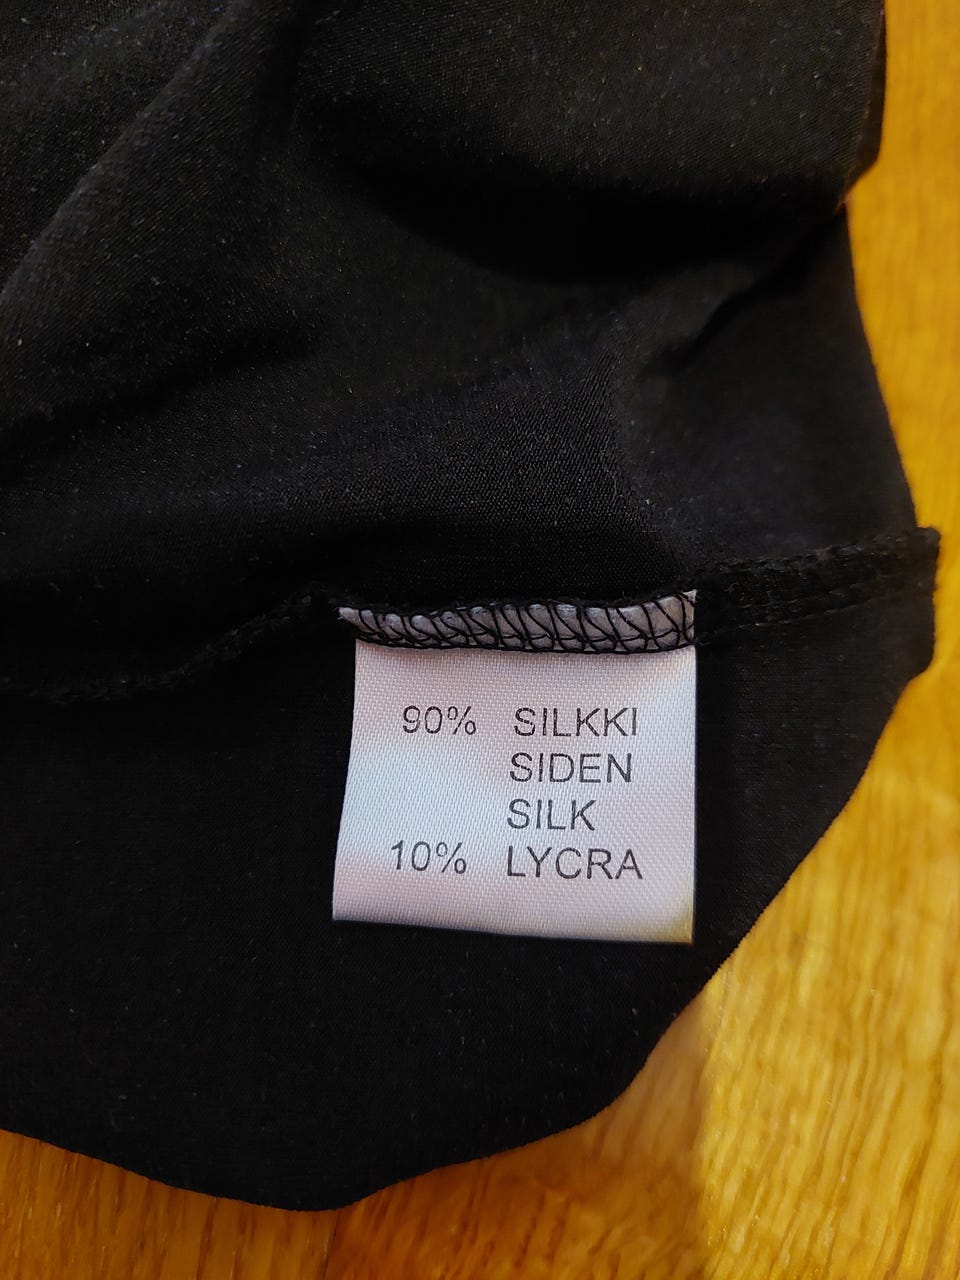 90% SILKKI
SIDEN
SILK
10% LYCRA